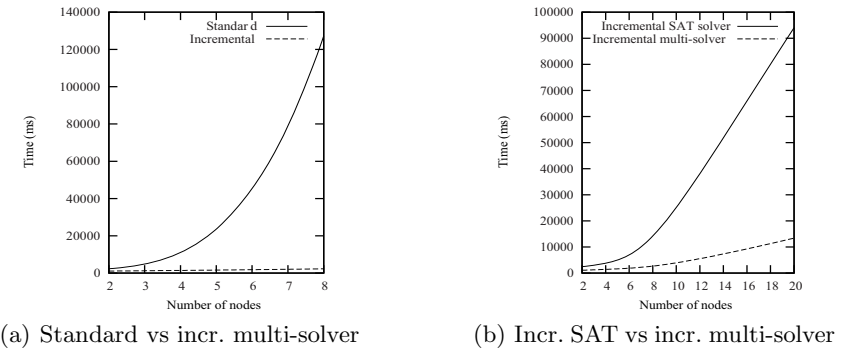 140000
120000
100000
80000
60000
40000
20000
0
Time (ms)
Standar d
Incremental
2 3 4 5 6 7 8
Number of nodes
(a) Standard vs incr. multi-solver
100000
90000
80000
70000
60000
50000
40000
30000
20000
10000
0
Time (ms)
Incremental SAT solver
Incremental multi-solver
2 4 6 8 10 12 14 16 18 20
Number of nodes
(b) Incr. SAT vs incr. multi-solver